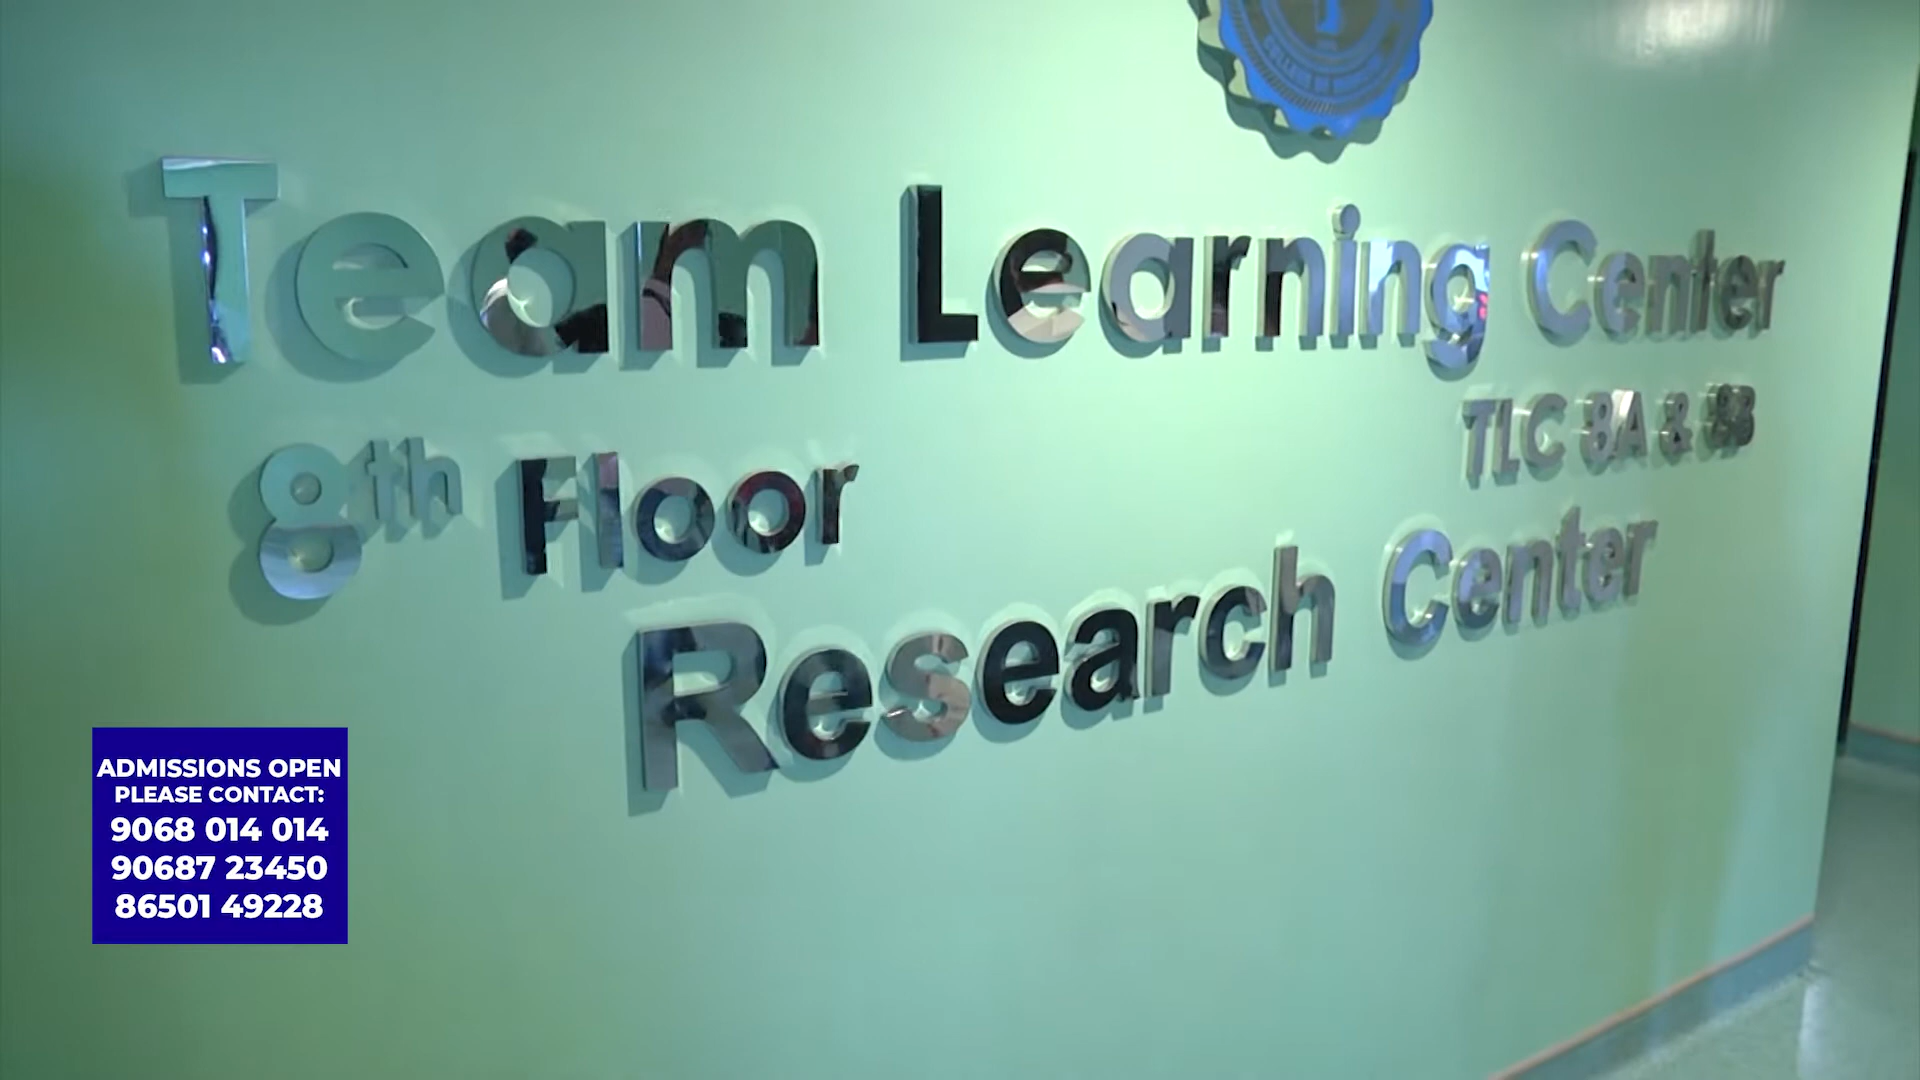 Team Learning Center
TLC 8A & 8B
8th Floor
Research Center
ADMISSIONS OPEN
PLEASE CONTACT:
9068 014 014
90687 23450
86501 49228